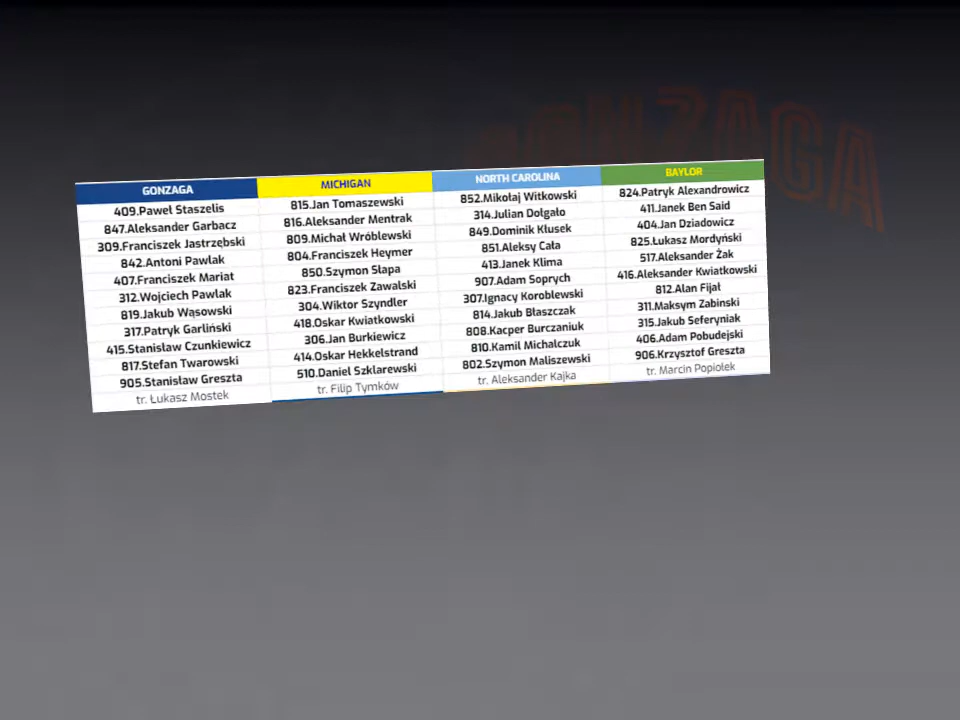 GONZAGA
GONZAGA
409.Paweł Staszelis
847.Aleksander Garbacz
309.Franciszek Jastrzębski
842.Antoni Pawlak
407.Franciszek Mariat
312.Wojciech Pawlak
819.Jakub Wąsowski
317.Patryk Garliński
415.Stanisław Czunkiewicz
817.Stefan Twarowski
905.Stanisław Greszta
tr. Łukasz Mostek
MICHIGAN
815.Jan Tomaszewski
816.Aleksander Mentrak
809.Michał Wróblewski
804.Franciszek Heymer
850.Szymon Słapa
823.Franciszek Zawalski
304.Wiktor Szyndler
418.Oskar Kwiatkowski
306.Jan Burkiewicz
414.Oskar Hekkelstrand
510.Daniel Szklarewski
tr. Filip Tymków
NORTH CAROLINA
852.Mikołaj Witkowski
314.Julian Dolgało
849.Dominik Kłusek
851.Aleksy Cała
413.Janek Klima
907.Adam Soprych
307.Ignacy Koroblewski
814.Jakub Błaszczak
808.Kacper Burczaniuk
810.Kamil Michalczuk
802.Szymon Maliszewski
tr. Aleksander Kajka
BAYLOR
824.Patryk Alexandrowicz
411.Janek Ben Said
404.Jan Dziadowicz
825.Łukasz Mordyński
517.Aleksander Żak
416.Aleksander Kwiatkowski
812.Alan Fijał
311.Maksym Zabinski
315.Jakub Seferyniak
406.Adam Pobudejski
906.Krzysztof Greszta
tr. Marcin Popiołek